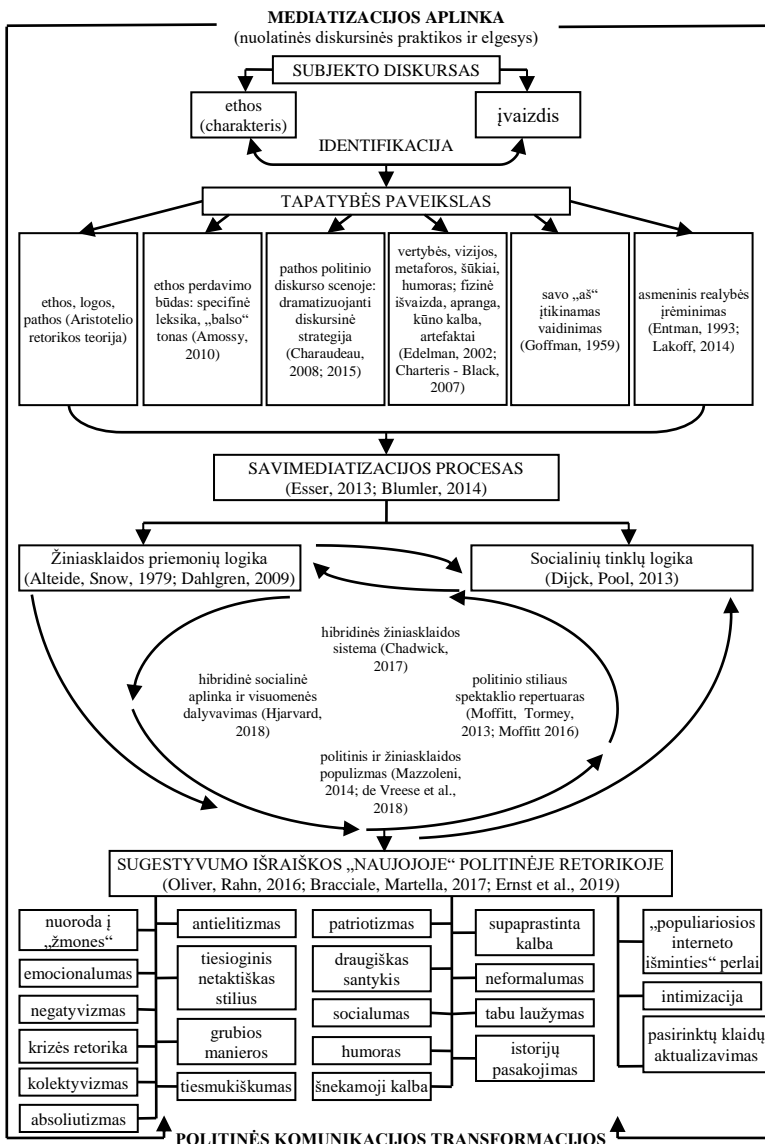 MEDIATIZACIJOS APLINKA
(nuolatinės diskursinės praktikos ir elgesys)
SUBJEKTO DISKURSAS
ethos
(charakteris)
įvaizdis
IDENTIFIKACIJA
TAPATYBĖS PAVEIKSLAS
ethos, logos,
pathos (Aristotelio
retorikos teorija)
ethos perdavimo
būdas: specifinė
leksika, „balso”
tonas (Amossy,
2010)
pathos politinio
diskurso scenoje:
dramatizuojanti
diskursinė
strategija
(Charaudeau,
2008; 2015)
vertybės, vizijos,
metaforos, šūkiai,
humoras; fizinė
išvaizda, apranga,
kūno kalba,
artefaktai
(Edelman, 2002;
Charteris - Black,
2007)
savo „aš”
įtikinamas
vaidinimas
(Goffman, 1959)
asmeninis realybės
įrėminimas
(Entman, 1993;
Lakoff, 2014)
SAVIMEDIATIZACIJOS PROCESAS
(Esser, 2013; Blumler, 2014)
Žiniasklaidos priemonių logika
(Alteide, Snow, 1979; Dahlgren, 2009)
Socialinių tinklų logika
(Dijck, Pool, 2013)
hibridinės žiniasklaidos
sistema (Chadwick,
2017)
hibridinė socialinė
aplinka ir visuomenės
dalyvavimas (Hjarvard,
2018)
politinio stiliaus
spektaklio repertuaras
(Moffitt, Tormey,
2013; Moffitt 2016)
politinis ir žiniasklaidos
populizmas (Mazzoleni,
2014; de Vreese et al.,
2018)
SUGESTYVUMO IŠRAIŠKOS „NAUJOJOJE” POLITINĖJE RETORIKOJE
(Oliver, Rahn, 2016; Bracciale, Martella, 2017; Ernst et al., 2019)
nuoroda į
„žmones”
emocionalumas
negatyvizmas
krizės retorika
kolektyvizmas
absoliutizmas
antielitizmas
tiesioginis
netaktiškas
stilius
grubios
manieros
tiesmukiškumas
patriotizmas
draugiškas
santykis
socialumas
humoras
šnekamoji kalba
supaprastinta
kalba
neformalumas
tabu laužymas
istorijų
pasakojimas
„populiariosios
interneto
išminties” perlai
intimizacija
pasirinktų klaidų
aktualizavimas
POLITINĖS KOMUNIKACIJOS TRANSFORMACIJOS